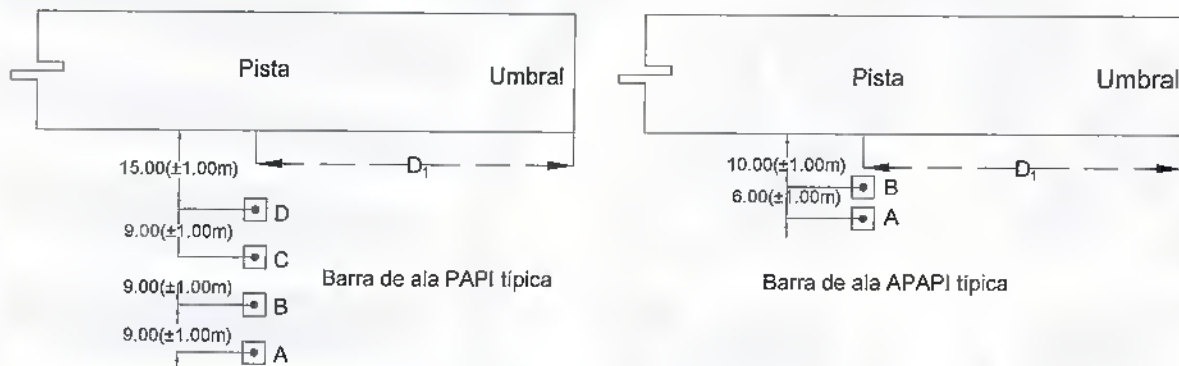 Pista
Umbral
15.00(±1.00m)
D₁
D
9.00(±1.00m)
C
9.00(±1.00m)
B
9.00(±1.00m)
A
Barra de ala PAPI típica
Pista
Umbral
10.00(±1.00m)
D₁
B
6.00(±1.00m)
A
Barra de ala APAPI típica